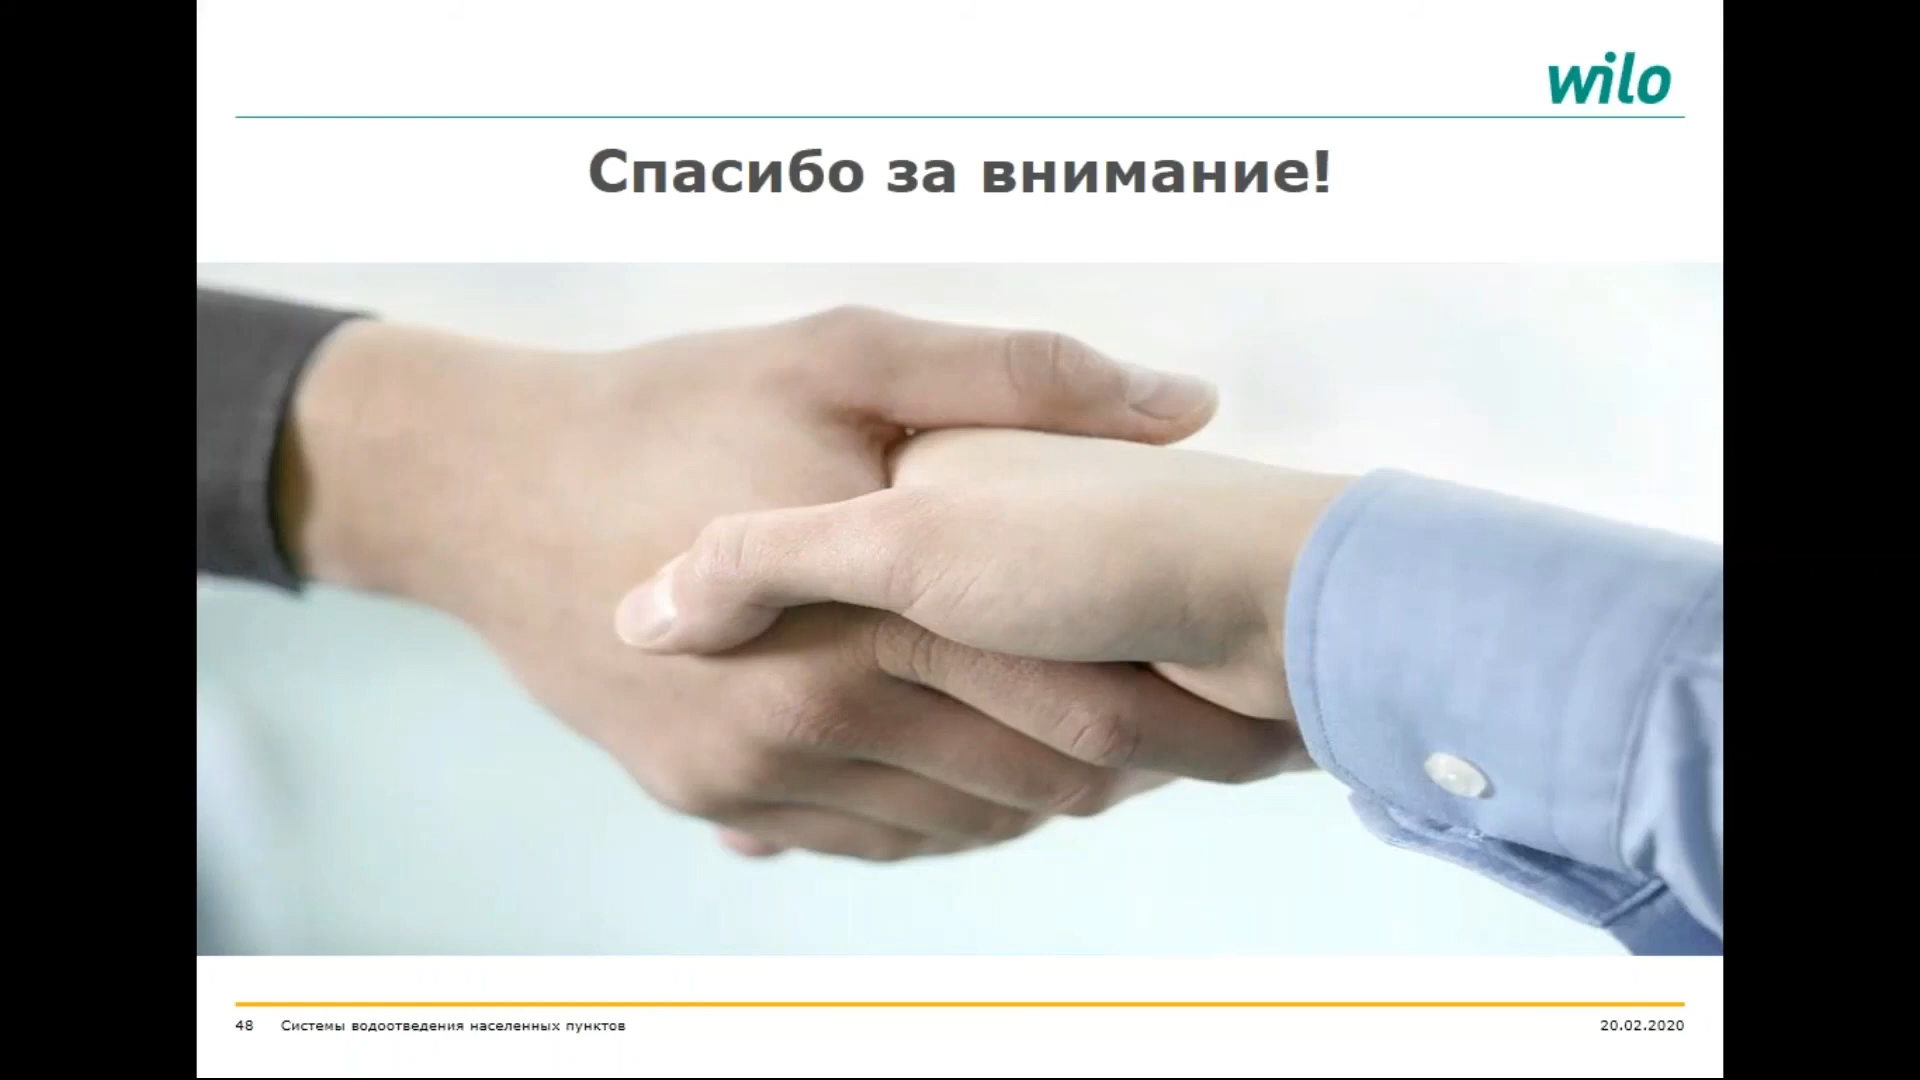 wilo
Спасибо за внимание!
48 Системы водоотведения населенных пунктов 20.02.2020